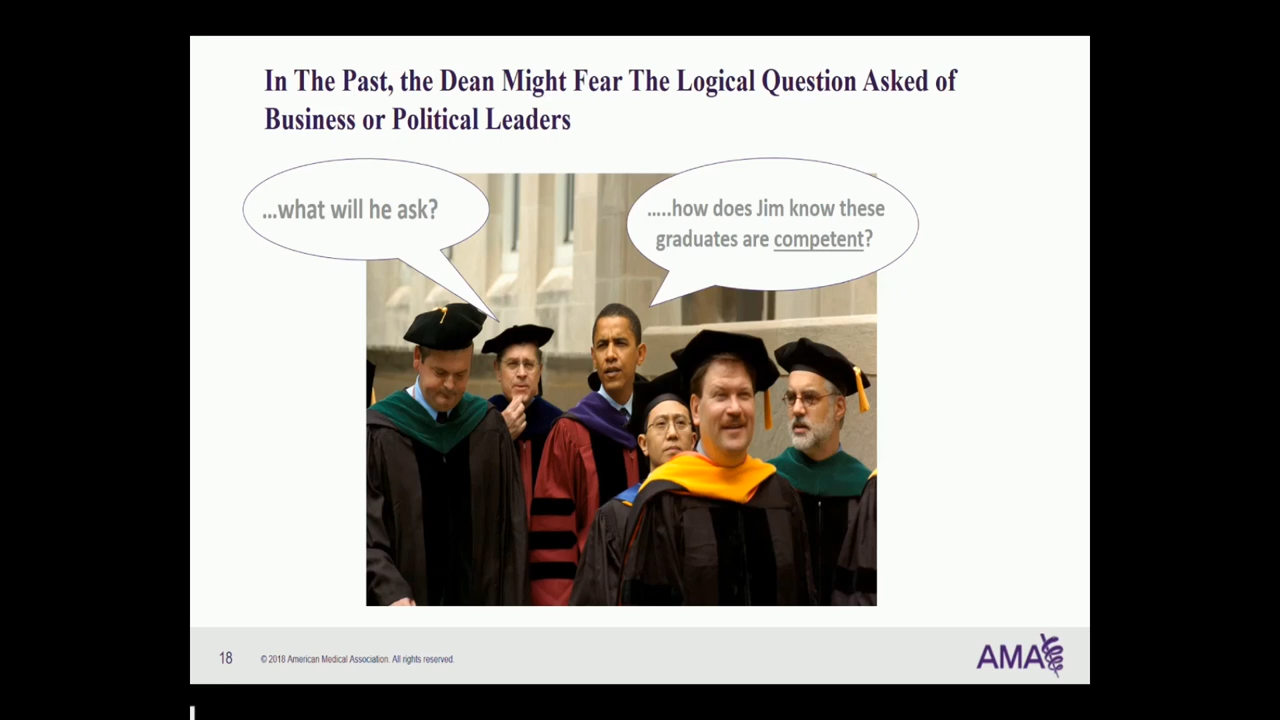 In The Past, the Dean Might Fear The Logical Question Asked of
Business or Political Leaders
...what will he ask?
.....how does Jim know these
graduates are competent?
18
© 2018 American Medical Association. All rights reserved.
AMA